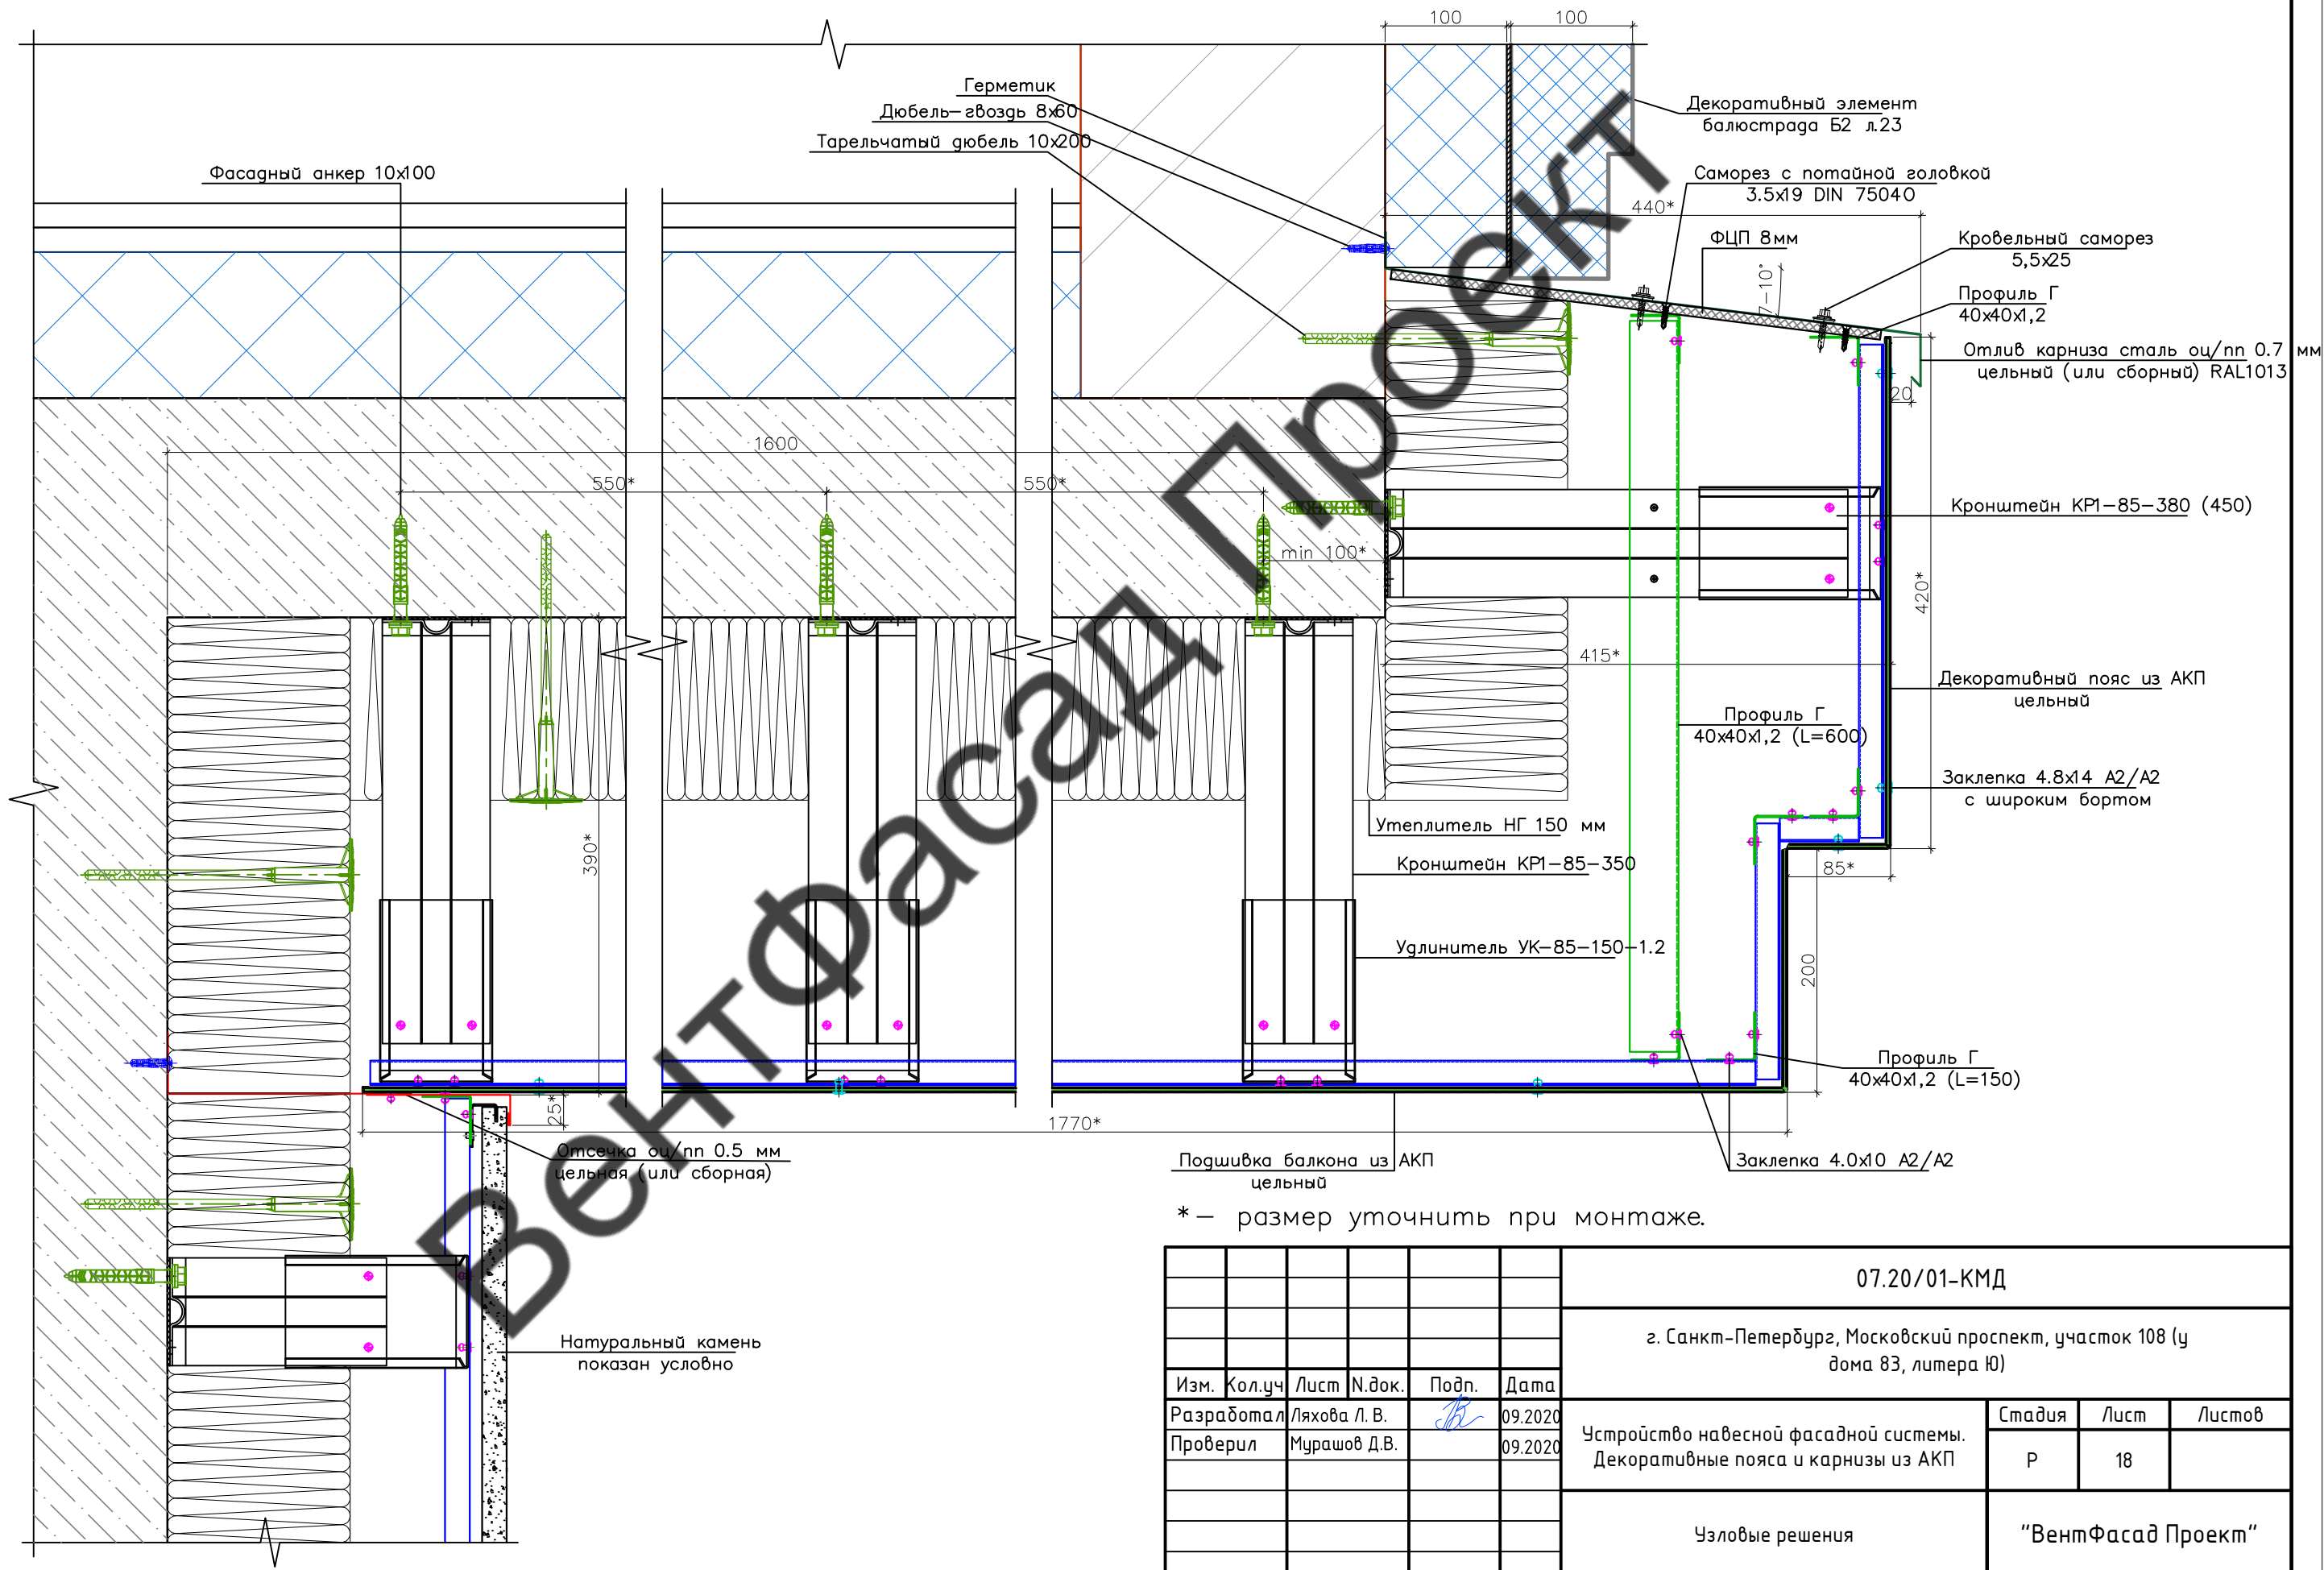 100
100
Герметик
Дюбель-гвоздь 8х60
Тарельчатый дюбель 10х200
Фасадный анкер 10х100
Декоративный элемент
балюстрада Б2 л.23
Саморез с потайной головкой
3.5х19 DIN 7504O
440*
ФЦП 8мм
7-10°
Кровельный саморез
5,5х25
Профиль Г
40х40х1,2
Отлив карниза сталь оц/пп 0.7 мм
цельный (или сборный) RAL1013
20
1600
550*
550*
min 100*
Кронштейн КР1-85-380 (450)
420*
415*
Декоративный пояс из АКП
цельный
Профиль Г
40х40х1,2 (L=600)
Заклепка 4.8х14 А2/А2
с широким бортом
Утеплитель НГ 150 мм
390*
Кронштейн КР1-85-350
85*
Удлинитель УК-85-150-1.2
200
Профиль Г
40х40х1,2 (L=150)
25*
1770*
Отсечка оц/пп 0.5 мм
цельная (или сборная)
Подшивка балкона из АКП
цельный
Заклепка 4.0х10 А2/А2
*- размер уточнить при монтаже.
Натуральный камень
показан условно
ВентФасад Проект
07.20/01-КМД
г. Санкт-Петербург, Московский проспект, участок 108 (у
дома 83, литера Ю)
Изм. Кол.уч Лист N.док. Подп. Дата
Разработал Ляхова Л. В. 09.2020
Проверил Мурашов Д.В. 09.2020
Устройство навесной фасадной системы.
Декоративные пояса и карнизы из АКП
Стадия Лист Листов
Р 18
Узловые решения
"ВентФасад Проект"